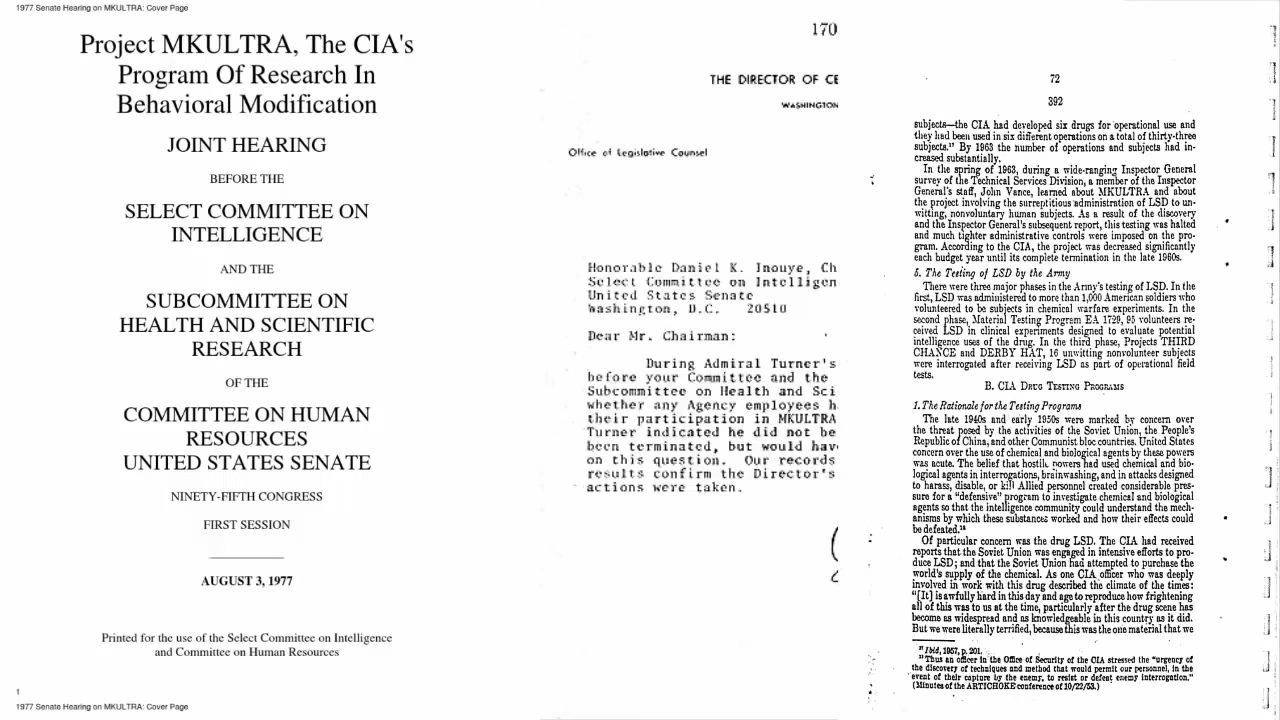 1977 Senate Hearing on MKULTRA: Cover Page
Project MKULTRA, The CIA's
Program Of Research In
Behavioral Modification
JOINT HEARING
BEFORE THE
SELECT COMMITTEE ON
INTELLIGENCE
AND THE
SUBCOMMITTEE ON
HEALTH AND SCIENTIFIC
RESEARCH
OF THE
COMMITTEE ON HUMAN
RESOURCES
UNITED STATES SENATE
NINETY-FIFTH CONGRESS
FIRST SESSION
AUGUST 3, 1977
Printed for the use of the Select Committee on Intelligence
and Committee on Human Resources
1
1977 Senate Hearing on MKULTRA: Cover Page
170
THE DIRECTOR OF CE
WASHINGTON
Office of Legislative Counsel
Honorable Daniel K. Inouye, Ch
Select Committee on Intelligen
United States Senate
Washington, D.C. 20510
Dear Mr. Chairman:
During Admiral Turner's
before your Committee and the
Subcommittee on Health and Sci
whether any Agency employees h
their participation in MKULTRA
Turner indicated he did not be
been terminated, but would hav
on this question. Our records
results confirm the Director's
actions were taken.
72
392
subjects—the CIA had developed six drugs for operational use and
they had been used in six different operations on a total of thirty-three
subjects.17 By 1963 the number of operations and subjects had in-
creased substantially.
In the spring of 1963, during a wide-ranging Inspector General
survey of the Technical Services Division, a member of the Inspector
General's staff, John Vance, learned about MKULTRA and about
the project involving the surreptitious administration of LSD to un-
witting, nonvoluntary human subjects. As a result of the discovery
and the Inspector General's subsequent report, this testing was halted
and much tighter administrative controls were imposed on the pro-
gram. According to the CIA, the project was decreased significantly
each budget year until its complete termination in the late 1960s.
5. The Testing of LSD by the Army
There were three major phases in the Army's testing of LSD. In the
first, LSD was administered to more than 1,000 American soldiers who
volunteered to be subjects in chemical warfare experiments. In the
second phase, Material Testing Program EA 1729, 95 volunteers re-
ceived LSD in clinical experiments designed to evaluate potential
intelligence uses of the drug. In the third phase, Projects THIRD
CHANCE and DERBY HAT, 16 unwitting nonvolunteer subjects
were interrogated after receiving LSD as part of operational field
tests.
B. CIA DRUG TESTING PROGRAMS
1. The Rationale for the Testing Programs
The late 1940s and early 1950s were marked by concern over
the threat posed by the activities of the Soviet Union, the People's
Republic of China, and other Communist bloc countries. United States
concern over the use of chemical and biological agents by these powers
was acute. The belief that hostile powers had used chemical and bio-
logical agents in interrogations, brainwashing, and in attacks designed
to harass, disable, or kill Allied personnel created considerable pres-
sure for a "defensive" program to investigate chemical and biological
agents so that the intelligence community could understand the mech-
anisms by which these substances worked and how their effects could
be defeated.18
Of particular concern was the drug LSD. The CIA had received
reports that the Soviet Union was engaged in intensive efforts to pro-
duce LSD; and that the Soviet Union had attempted to purchase the
world's supply of the chemical. As one CIA officer who was deeply
involved in work with this drug described the climate of the times:
"[It] is awfully hard in this day and age to reproduce how frightening
all of this was to us at the time, particularly after the drug scene has
become as widespread and as knowledgeable in this country as it did.
But we were literally terrified, because this was the one material that we
17 Ibid, 1957, p. 201.
18 Thus an officer in the Office of Security of the CIA stressed the "urgency of
the discovery of techniques and method that would permit our personnel, in the
event of their capture by the enemy, to resist or defeat enemy interrogation."
(Minutes of the ARTICHOKE conference of 10/22/53.)